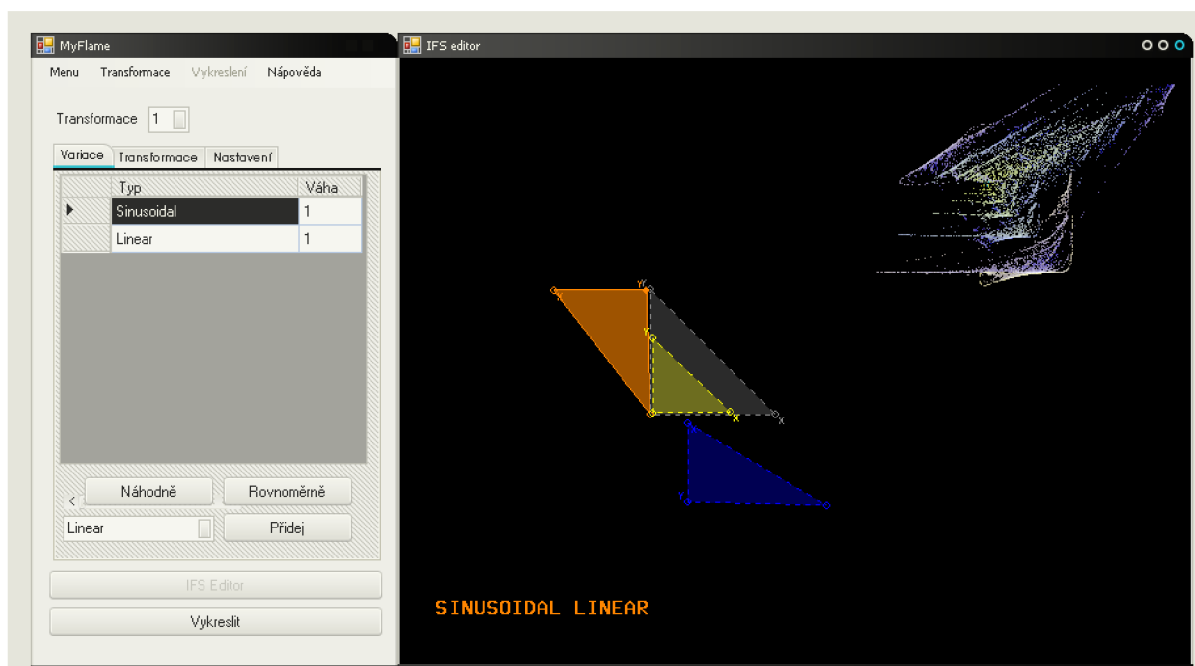 MyFlame
Menu Transformace Vykreslení Nápověda
Transformace 1
Variace Transformace Nastavení
Typ Váha
Sinusoidal 1
Linear 1
<
Náhodně Rovnoměrně
Linear Přidej
IFS Editor
Vykreslit
IFS editor
X YY X
Y
X X
Y
SINUSOIDAL LINEAR